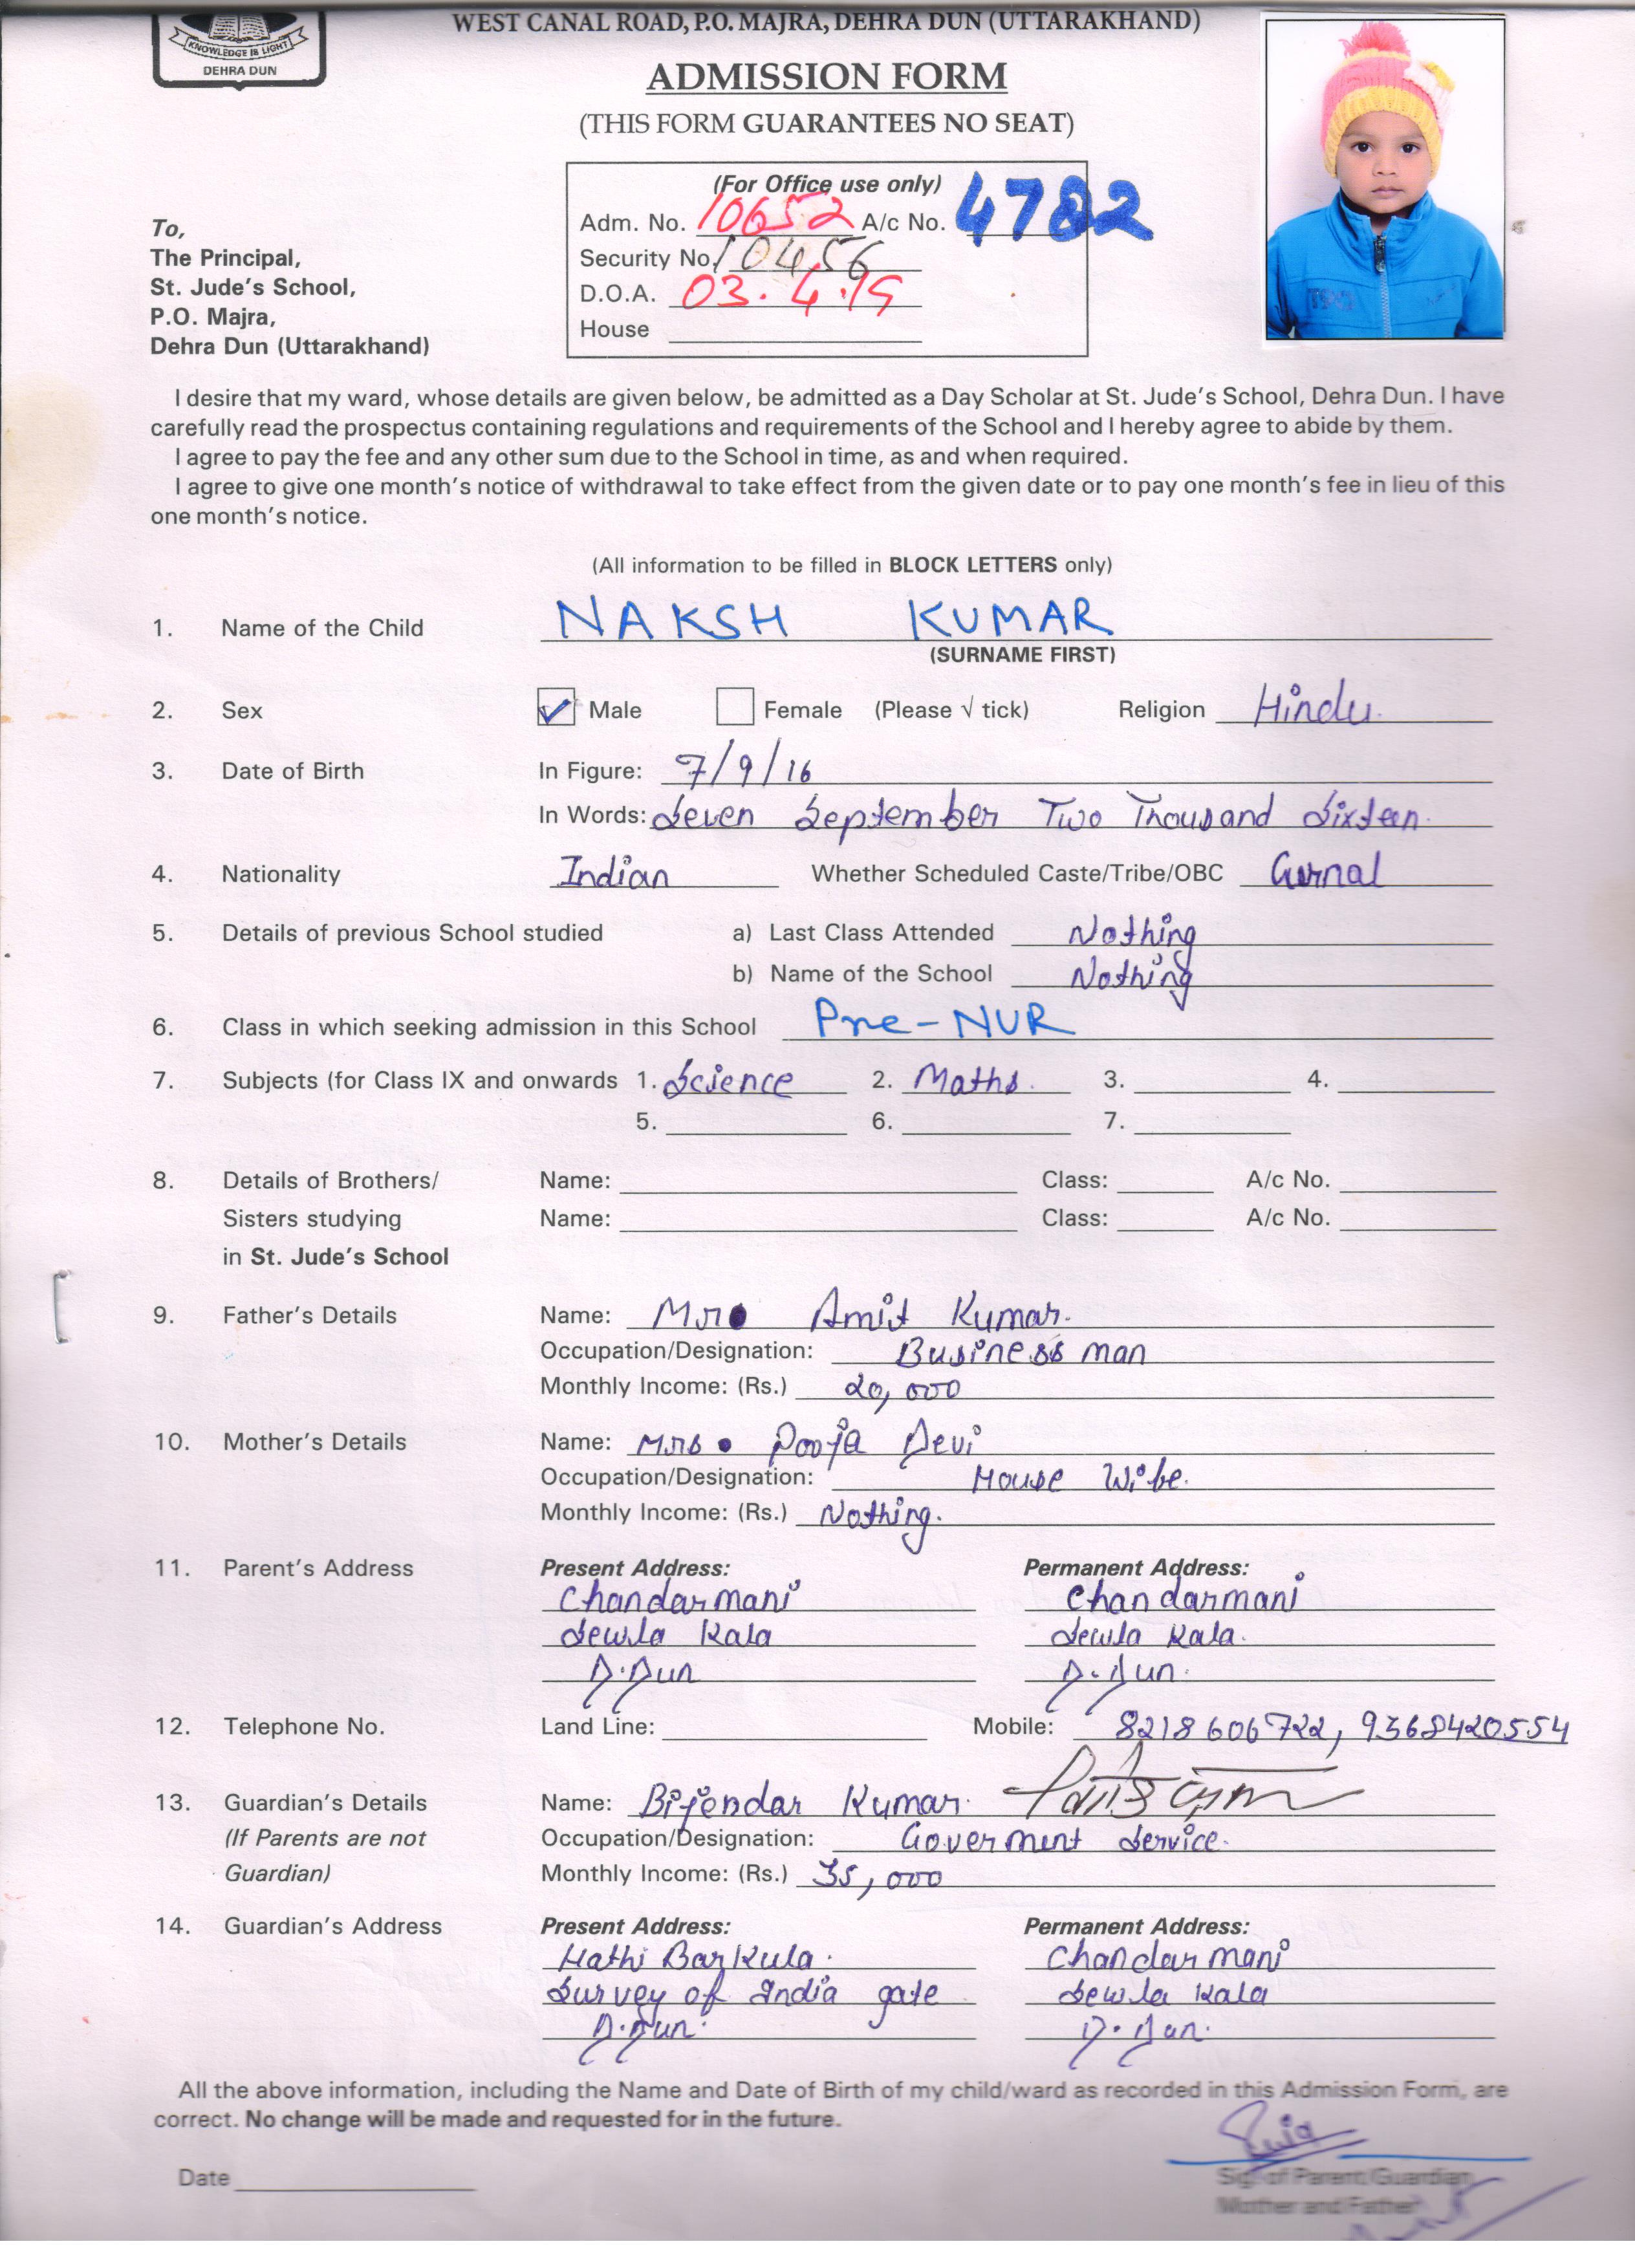 WEST CANAL ROAD, P.O. MAJRA, DEHRA DUN (UTTARAKHAND)
KNOWLEDGE IS LIGHT
DEHRA DUN
ADMISSION FORM
(THIS FORM GUARANTEES NO SEAT)
(For Office use only)
Adm. No. 10652 A/c No. 4782
Security No. 10456
D.O.A. 03.4.19
House
To,
The Principal,
St. Jude's School,
P.O. Majra,
Dehra Dun (Uttarakhand)
I desire that my ward, whose details are given below, be admitted as a Day Scholar at St. Jude's School, Dehra Dun. I have
carefully read the prospectus containing regulations and requirements of the School and I hereby agree to abide by them.
I agree to pay the fee and any other sum due to the School in time, as and when required.
I agree to give one month's notice of withdrawal to take effect from the given date or to pay one month's fee in lieu of this
one month's notice.
(All information to be filled in BLOCK LETTERS only)
1. Name of the Child NAKSH KUMAR
(SURNAME FIRST)
2. Sex Male Female (Please √ tick) Religion Hindu.
3. Date of Birth In Figure: 7/9/16
In Words: Seven September Two Thousand Sixteen.
4. Nationality Indian Whether Scheduled Caste/Tribe/OBC Gernal
5. Details of previous School studied a) Last Class Attended Nothing
b) Name of the School Nothing
6. Class in which seeking admission in this School Pre-NUR
7. Subjects (for Class IX and onwards 1. Science 2. Maths. 3. 4.
5. 6. 7.
8. Details of Brothers/ Name: Class: A/c No.
Sisters studying Name: Class: A/c No.
in St. Jude's School
9. Father's Details Name: Mr. Amit Kumar.
Occupation/Designation: Business man
Monthly Income: (Rs.) 20,000
10. Mother's Details Name: Mrs. Pooja Devi
Occupation/Designation: House Wife.
Monthly Income: (Rs.) Nothing.
11. Parent's Address Present Address: Permanent Address:
Chandarmani Chandarmani
Sewla Kala Sewla Kala.
D.Dun D.Dun.
12. Telephone No. Land Line: Mobile: 8218606722, 9368420554
13. Guardian's Details Name: Bijendar Kumar.
(If Parents are not Occupation/Designation: Goverment Service.
Guardian) Monthly Income: (Rs.) 35,000
14. Guardian's Address Present Address: Permanent Address:
Hathi Barkula. Chandarmani
Survey of India gate Sewla Kala
D.Dun. D.Dun.
All the above information, including the Name and Date of Birth of my child/ward as recorded in this Admission Form, are
correct. No change will be made and requested for in the future.
Date
Sig. of Parent/Guardian
Mother and Father